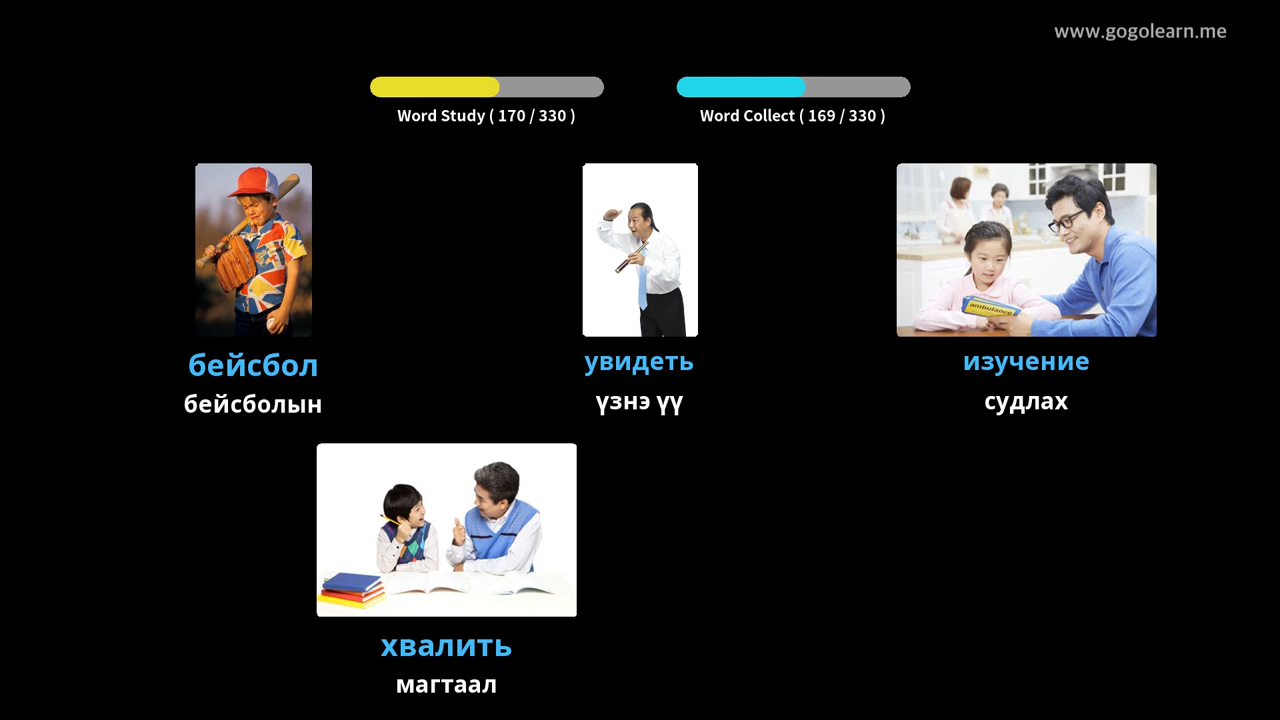 www.gogolearn.me
Word Study ( 170 / 330 )
Word Collect ( 169 / 330 )
ambulance
бейсбол
бейсболын
увидеть
үзнэ үү
изучение
судлах
хвалить
магтаал